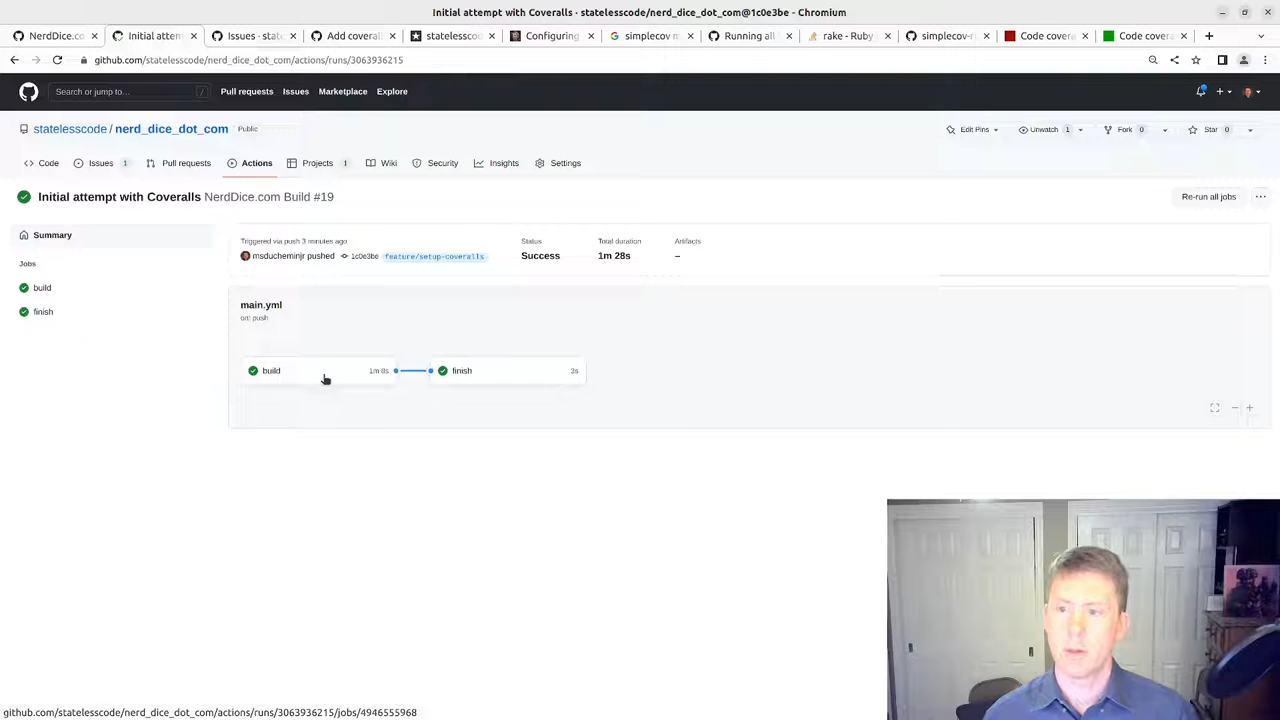 Initial attempt with Coveralls · statelesscode/nerd_dice_dot_com@1c0e3be - Chromium
NerdDice.co
Initial attem
Issues · stat
Add coverall
statelesscod
Configuring
simplecov m
Running all
rake - Ruby
simplecov-ru
Code covera
Code covera
github.com/statelesscode/nerd_dice_dot_com/actions/runs/3063936215
Search or jump to... /
Pull requests
Issues
Marketplace
Explore
statelesscode / nerd_dice_dot_com Public
Edit Pins
Unwatch 1
Fork 0
Star 0
Code
Issues 1
Pull requests
Actions
Projects 1
Wiki
Security
Insights
Settings
Initial attempt with Coveralls NerdDice.com Build #19
Re-run all jobs
Summary
Jobs
build
finish
Triggered via push 3 minutes ago
msducheminjr pushed 1c0e3be feature/setup-coveralls
Status
Success
Total duration
1m 28s
Artifacts
–
main.yml
on: push
build 1m 8s
finish 3s
github.com/statelesscode/nerd_dice_dot_com/actions/runs/3063936215/jobs/4946555968